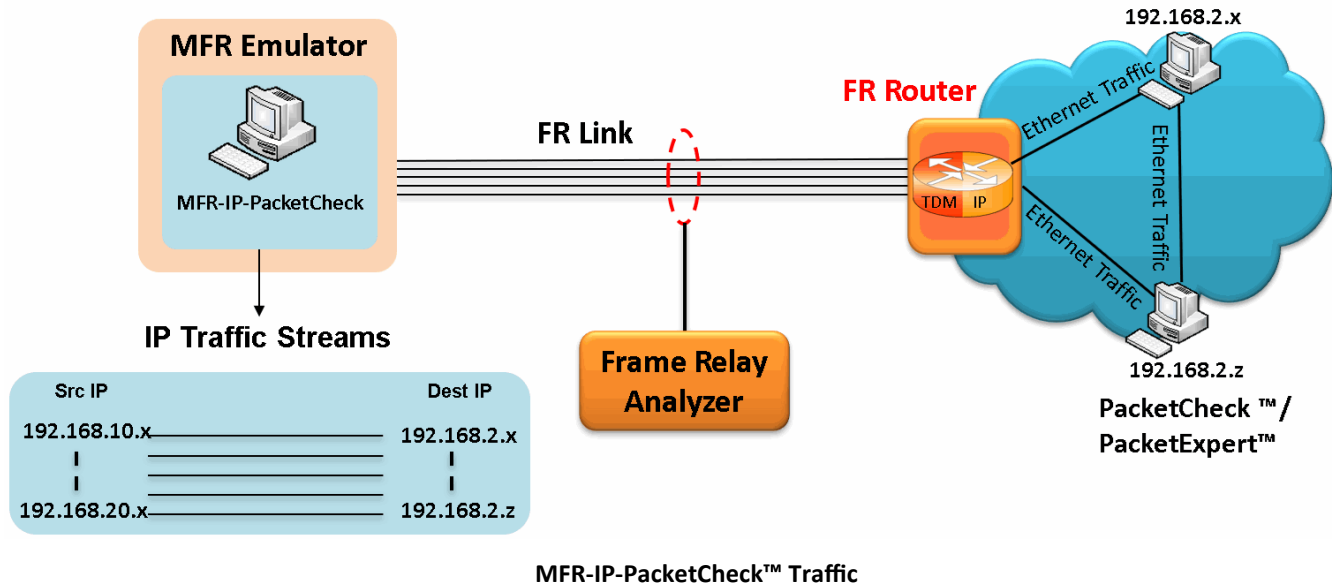 MFR Emulator
MFR-IP-PacketCheck
IP Traffic Streams
Src IP
Dest IP
192.168.10.x
192.168.2.x
192.168.20.x
192.168.2.z
FR Link
Frame Relay
Analyzer
FR Router
TDM
IP
192.168.2.x
Ethernet Traffic
Ethernet Traffic
Ethernet Traffic
192.168.2.z
PacketCheck ™/
PacketExpert™
MFR-IP-PacketCheck™ Traffic